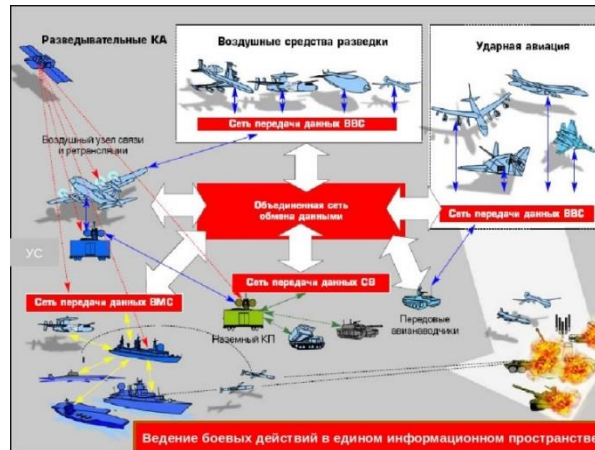 Разведывательные КА
Воздушные средства разведки
Ударная авиация
Сеть передачи данных ВВС
Воздушный узел связи
и ретрансляции
Объединенная сеть
обмена данными
Сеть передачи данных ВВС
УС
Сеть передачи данных СВ
Сеть передачи данных ВМС
Наземный КП
Передовые
авианаводчики
Ведение боевых действий в едином информационном пространстве